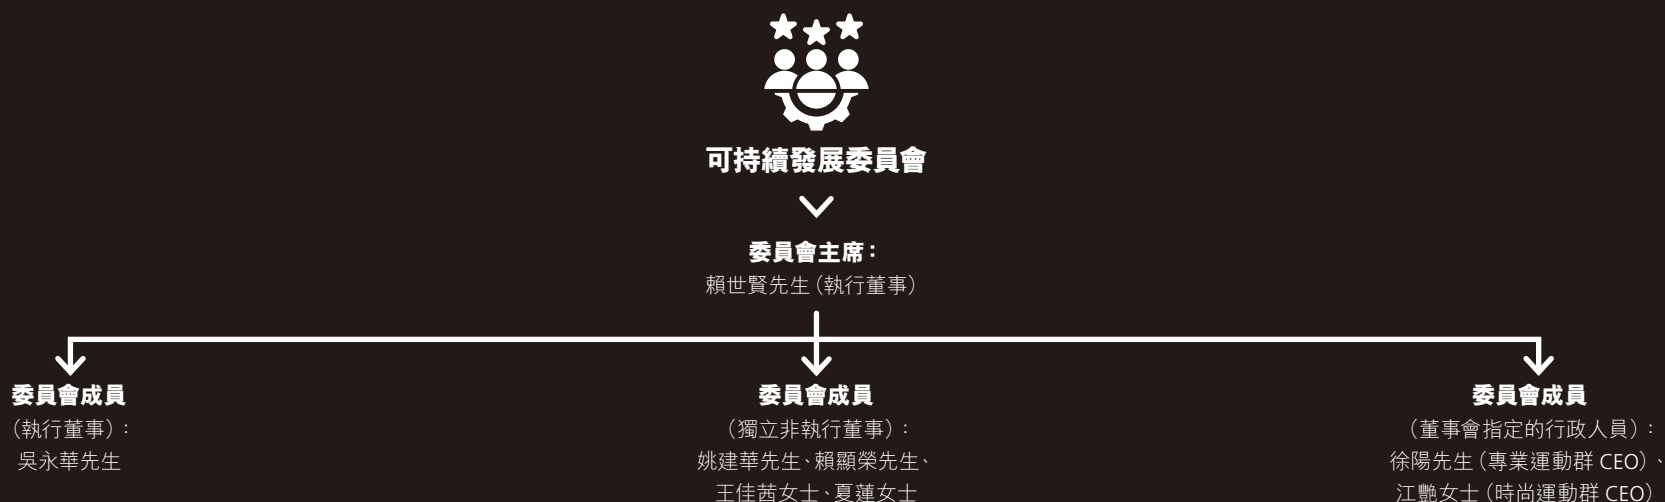 可持續發展委員會
委員會主席：
賴世賢先生（執行董事）
委員會成員
（執行董事）：
吳永華先生
委員會成員
（獨立非執行董事）：
姚建華先生、賴顯榮先生、
王佳茜女士、夏蓮女士
委員會成員
（董事會指定的行政人員）：
徐陽先生（專業運動群 CEO）、
江艷女士（時尚運動群 CEO）